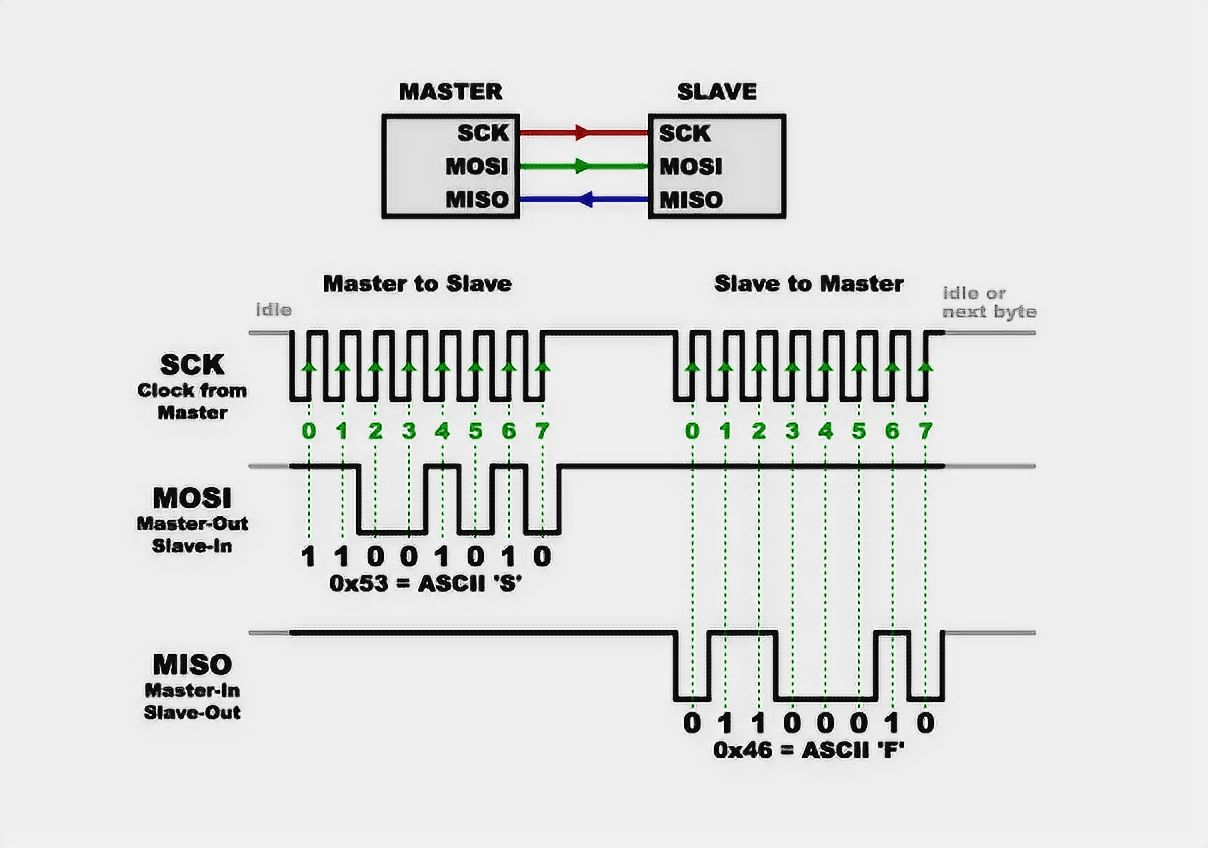 MASTER SLAVE
SCK SCK
MOSI MOSI
MISO MISO
Master to Slave Slave to Master
idle idle or
next byte
SCK
Clock from
Master
0 1 2 3 4 5 6 7 0 1 2 3 4 5 6 7
MOSI
Master-Out
Slave-In
1 1 0 0 1 0 1 0
0x53 = ASCII 'S'
MISO
Master-In
Slave-Out
0 1 1 0 0 0 1 0
0x46 = ASCII 'F'